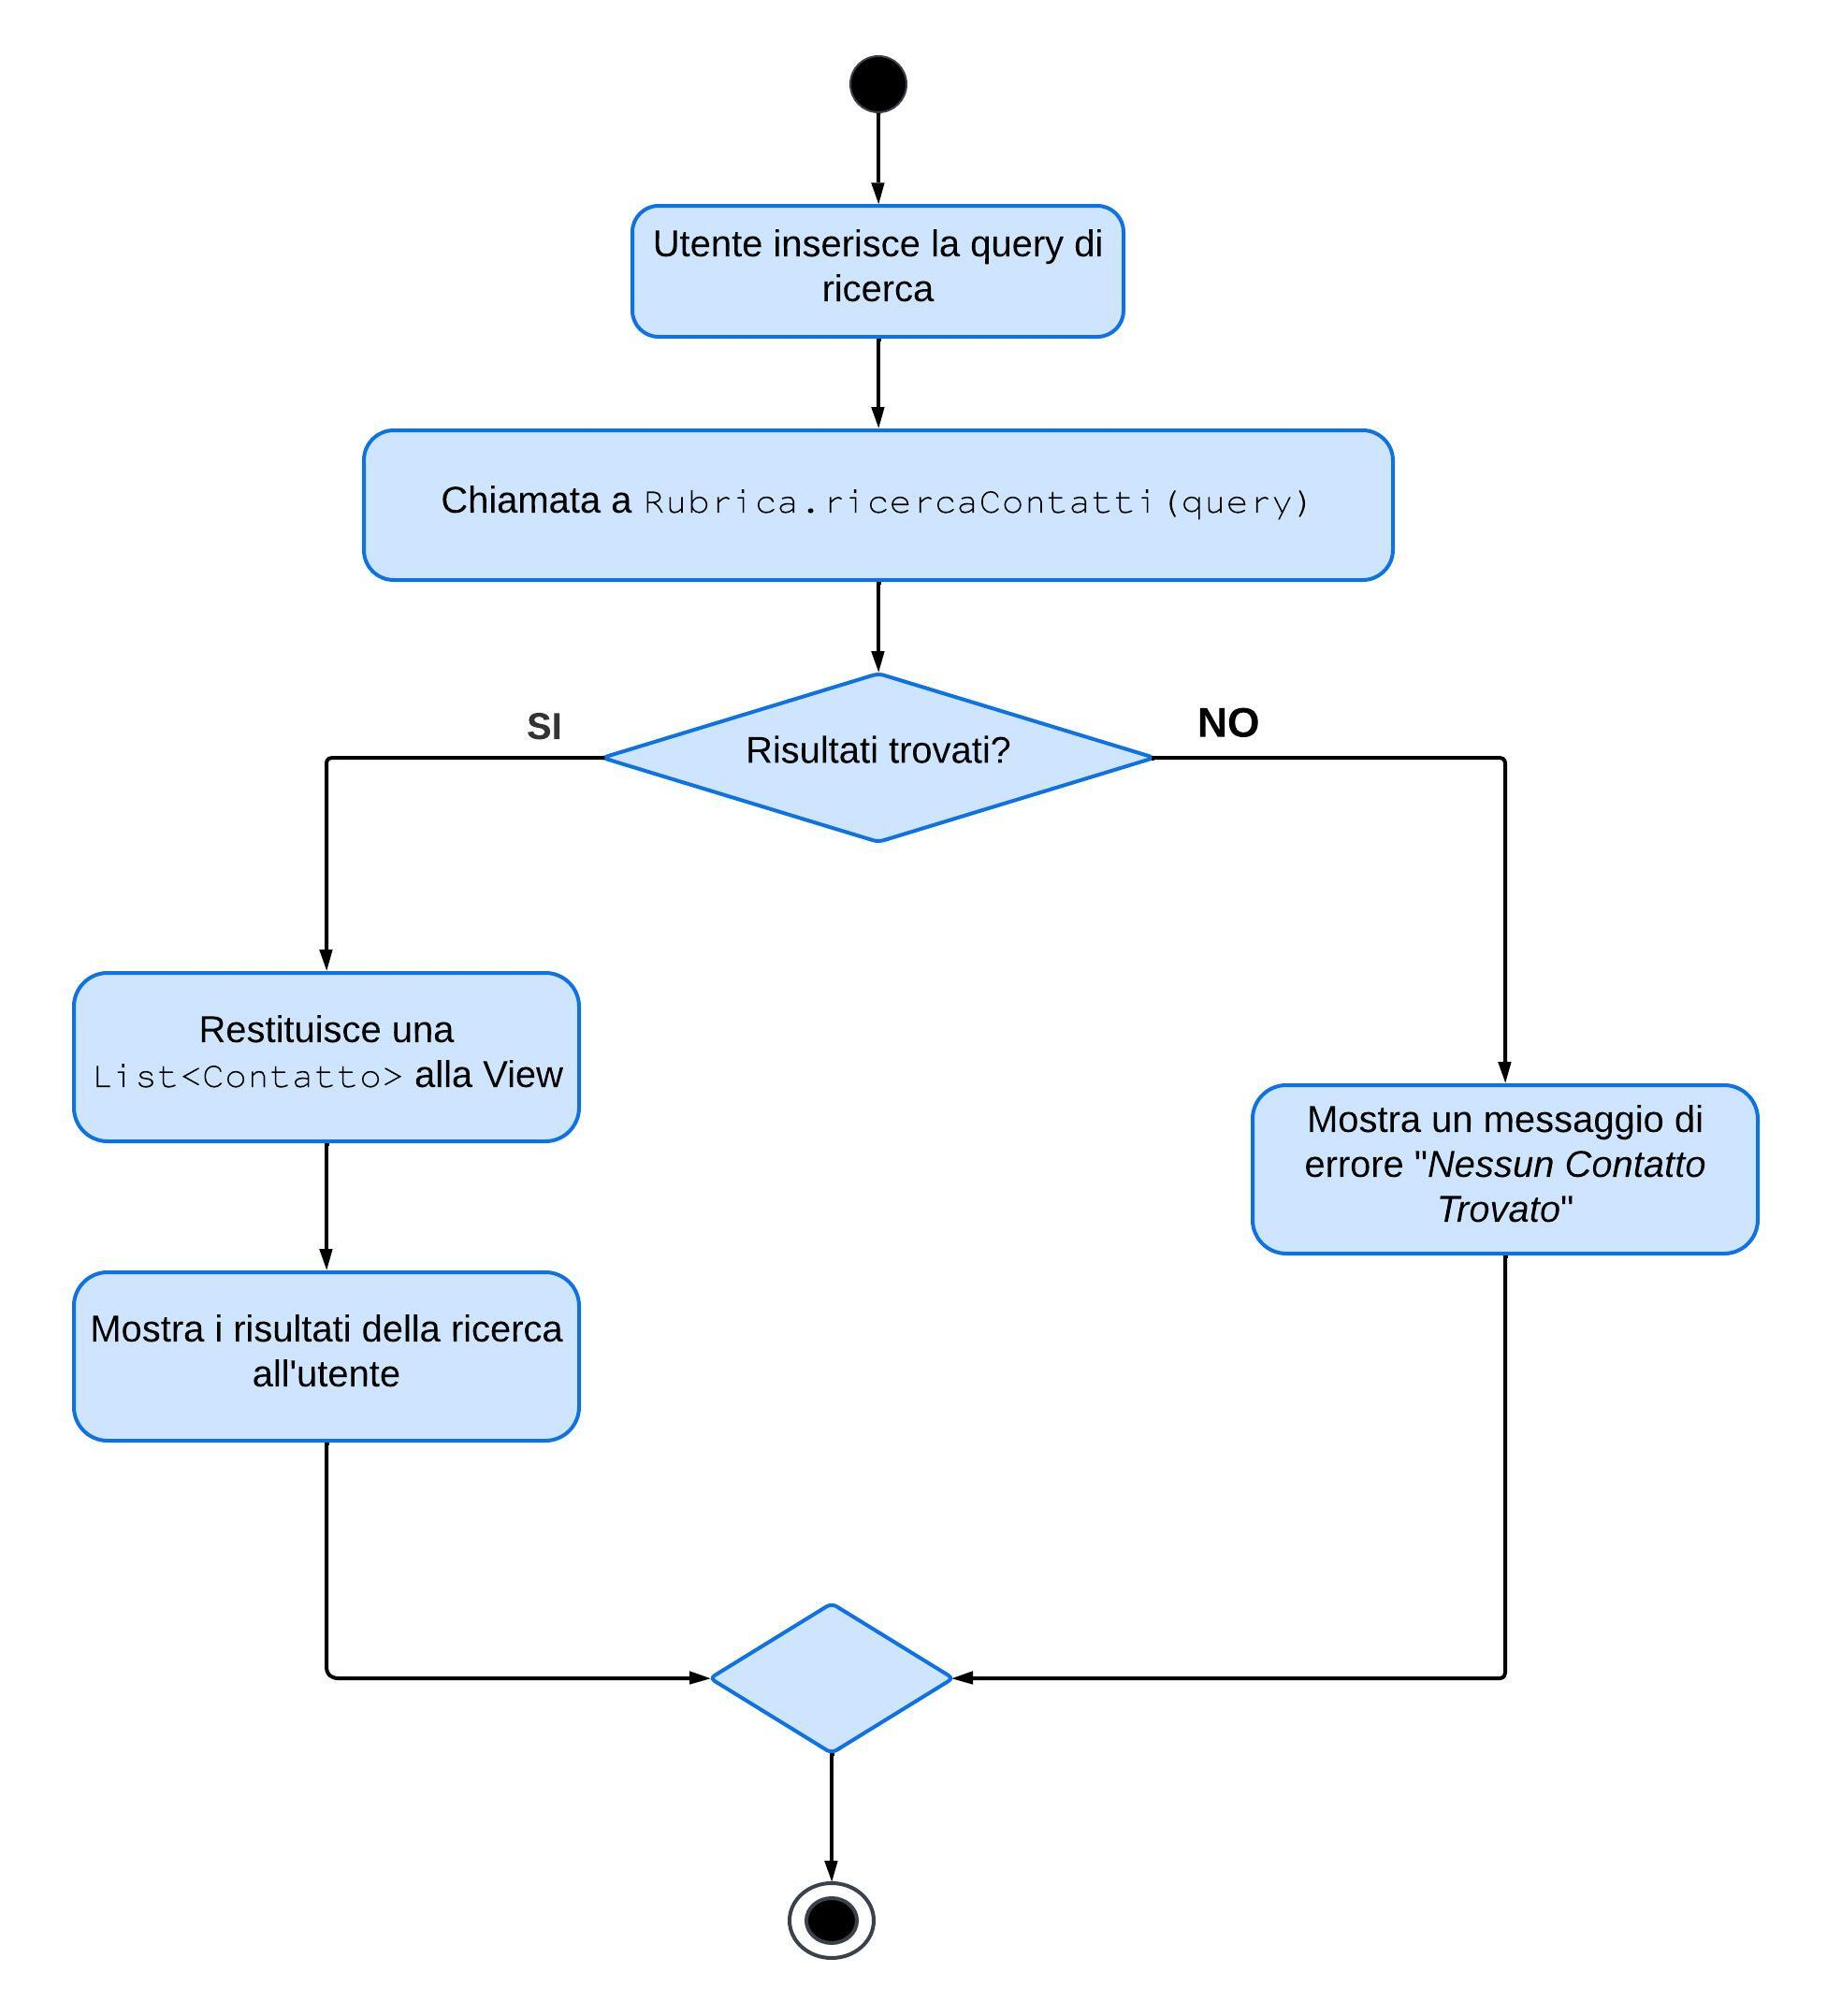 Utente inserisce la query di
ricerca
Chiamata a Rubrica.ricercaContatti(query)
SI
NO
Risultati trovati?
Restituisce una
List<Contatto> alla View
Mostra un messaggio di
errore "Nessun Contatto
Trovato"
Mostra i risultati della ricerca
all'utente